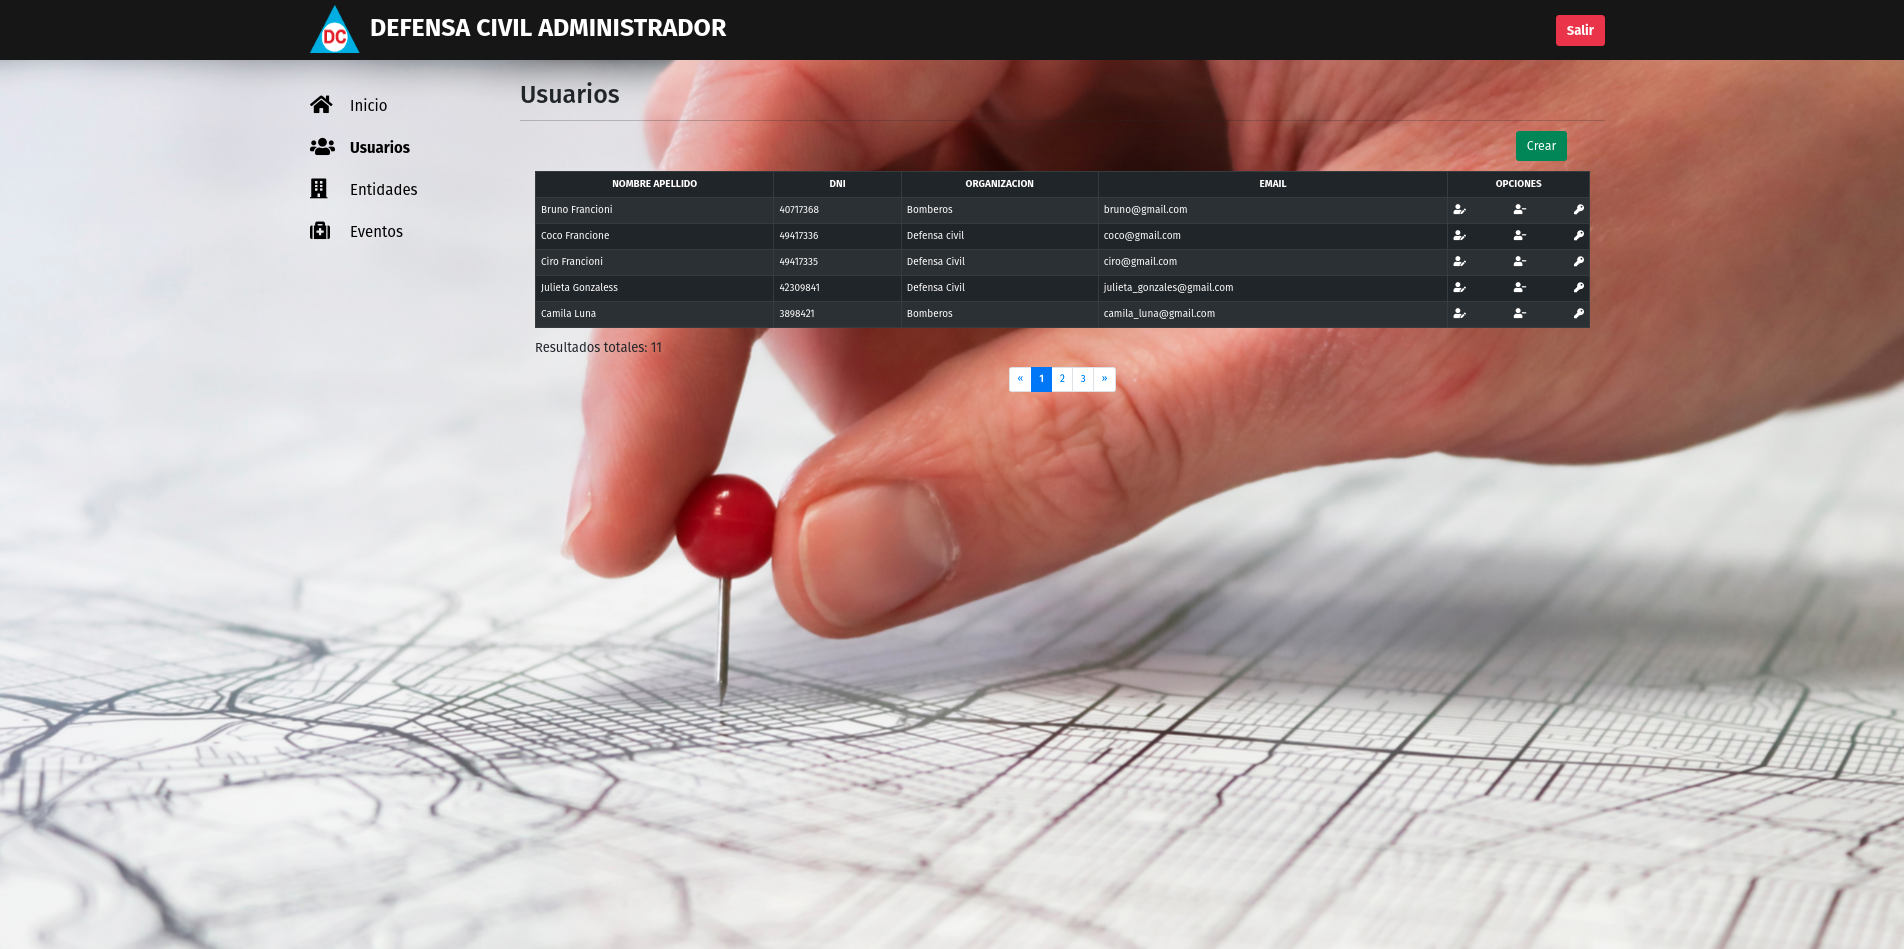 DC DEFENSA CIVIL ADMINISTRADOR Salir
Inicio
Usuarios
Entidades
Eventos
Usuarios
Crear
NOMBRE APELLIDO DNI ORGANIZACION EMAIL OPCIONES
Bruno Francioni 40717368 Bomberos bruno@gmail.com
Coco Francione 49417336 Defensa civil coco@gmail.com
Ciro Francioni 49417335 Defensa Civil ciro@gmail.com
Julieta Gonzaless 42309841 Defensa Civil julieta_gonzales@gmail.com
Camila Luna 3898421 Bomberos camila_luna@gmail.com
Resultados totales: 11
« 1 2 3 »